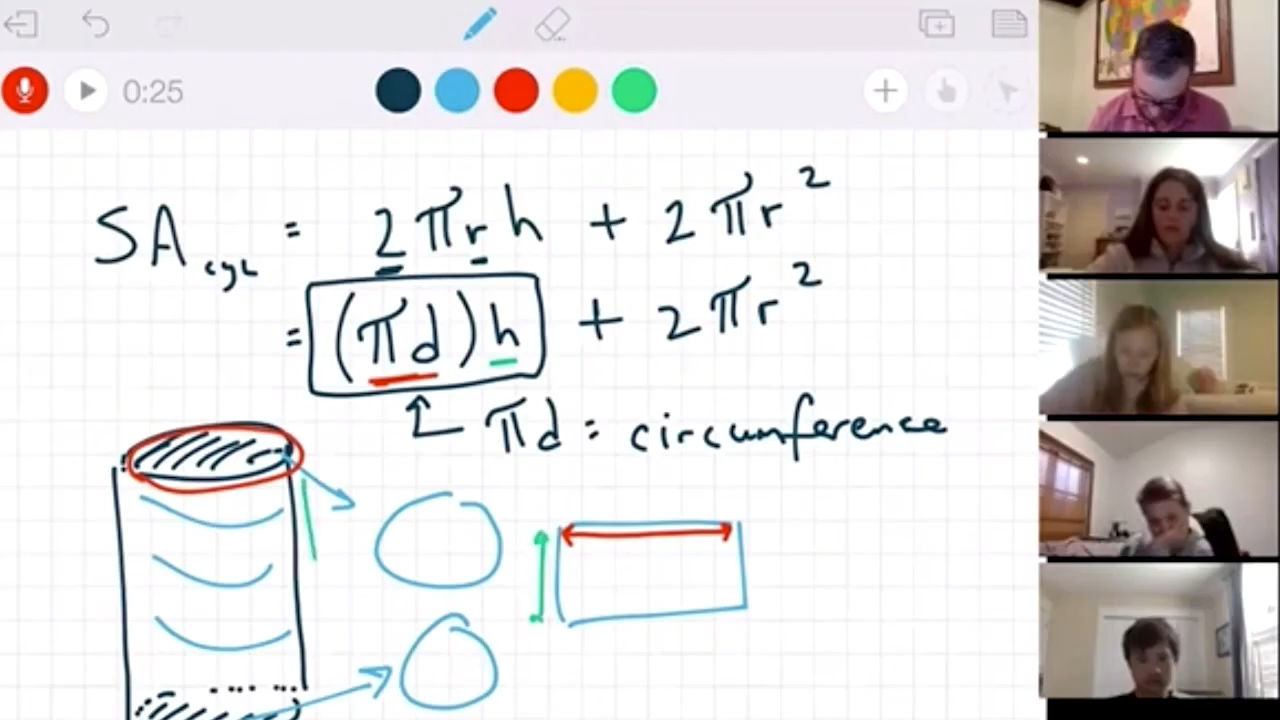 0:25
SA cyl = 2πrh + 2πr²
= (πd)h + 2πr²
πd = circumference